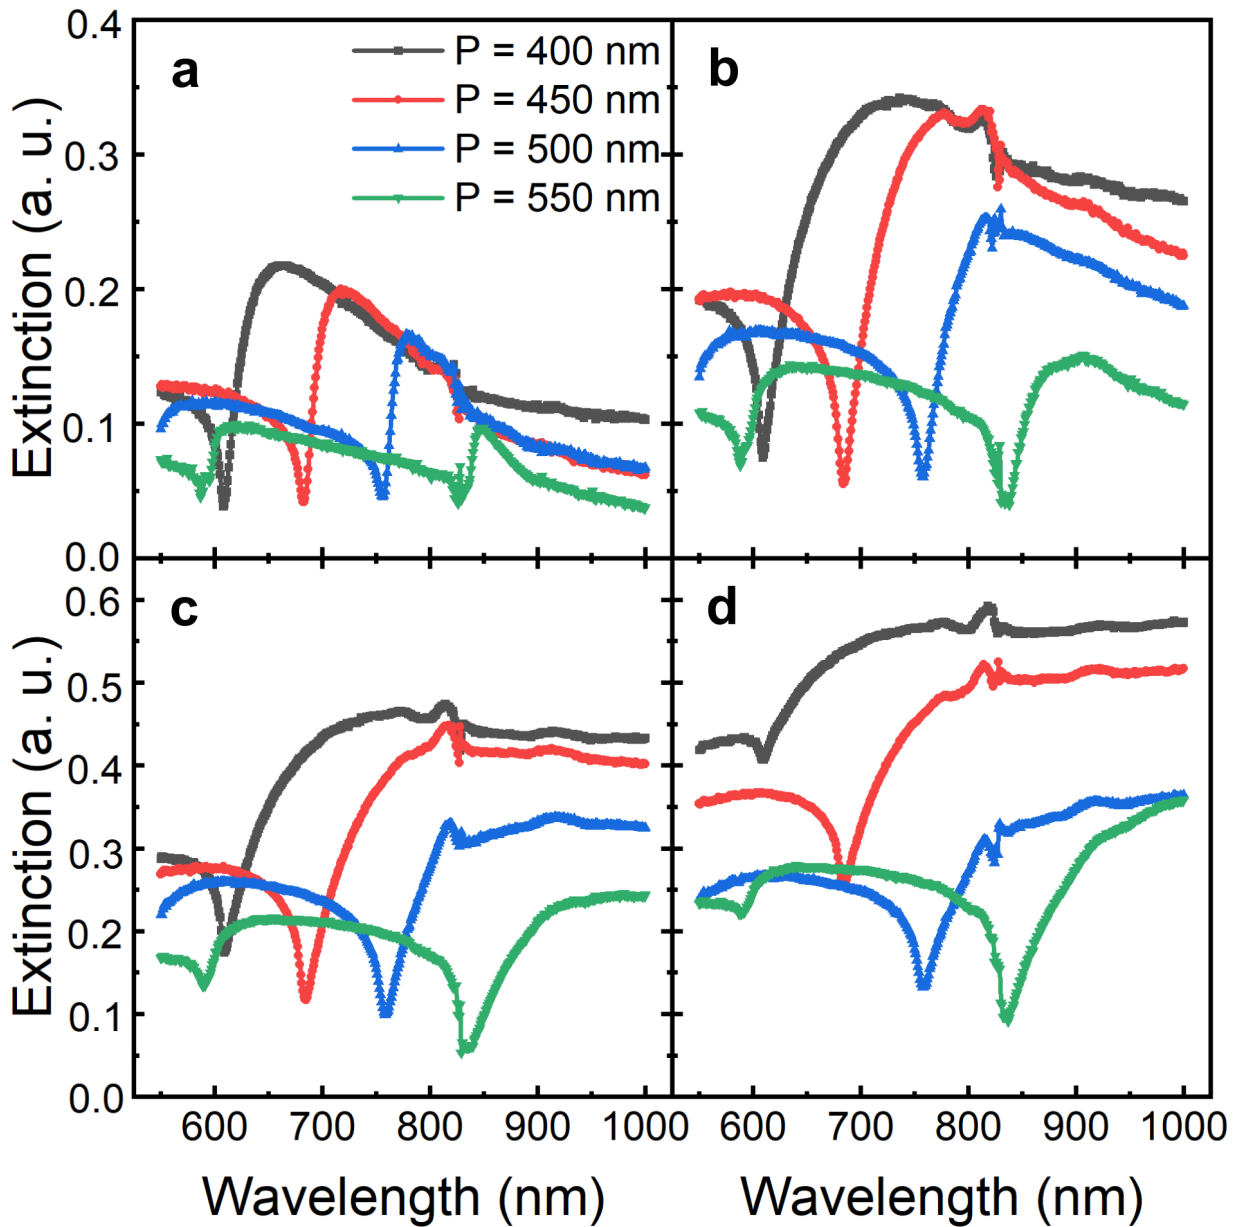 0.4
a
P = 400 nm
P = 450 nm
P = 500 nm
P = 550 nm
b
0.3
0.2
0.1
0.0
Extinction (a. u.)
c
d
0.6
0.5
0.4
0.3
0.2
0.1
0.0
Extinction (a. u.)
600 700 800 900 1000
600 700 800 900 1000
Wavelength (nm)
Wavelength (nm)